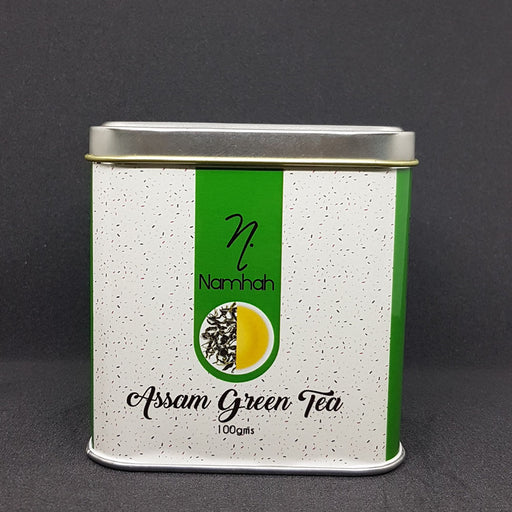 N.
Namhah
Assam Green Tea
100gms